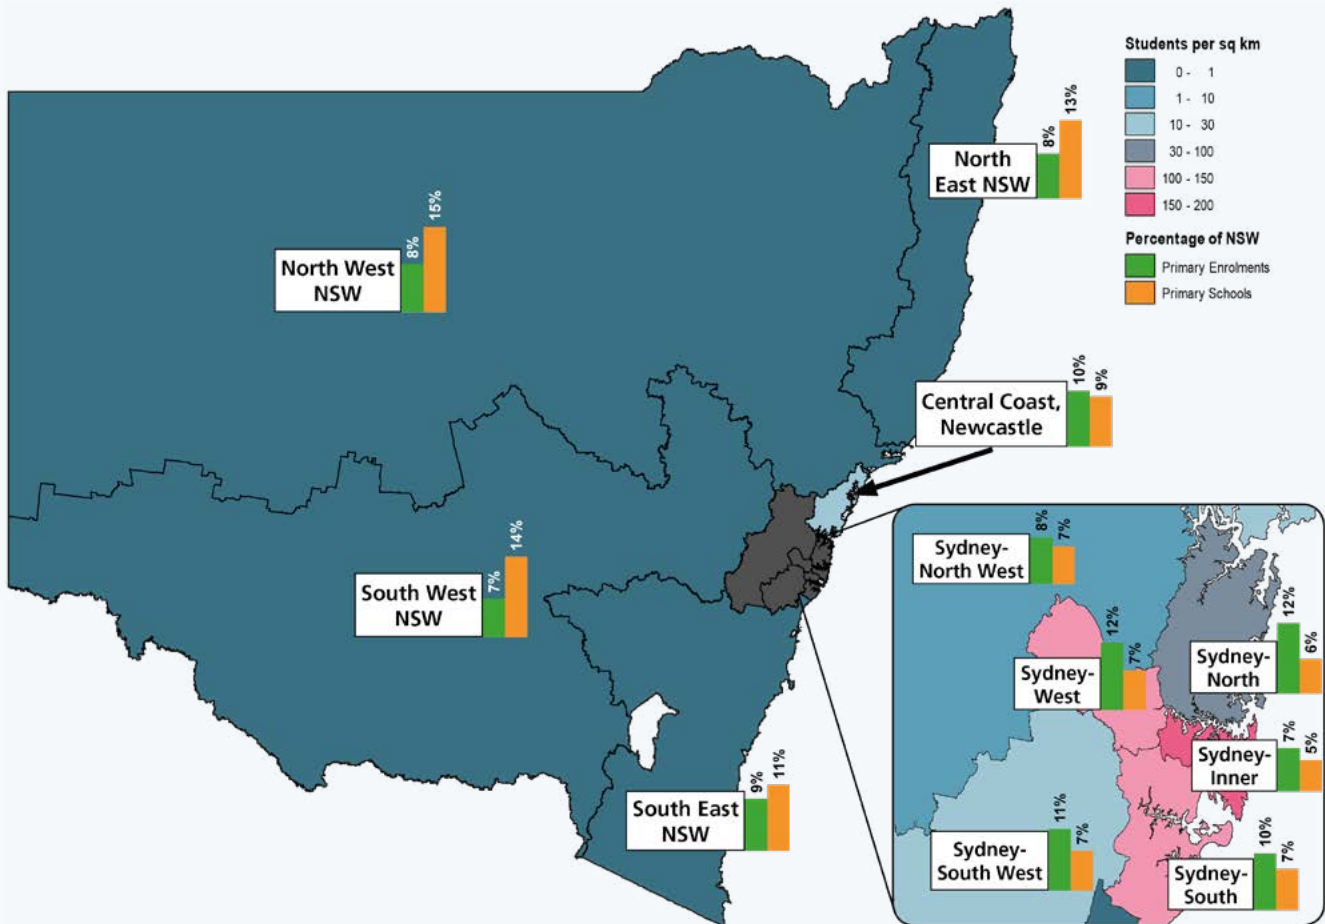 Students per sq km
0 - 1
1 - 10
10 - 30
30 - 100
100 - 150
150 - 200
Percentage of NSW
Primary Enrolments
Primary Schools
North
East NSW
8%
13%
North West
NSW
8%
15%
Central Coast,
Newcastle
10%
9%
South West
NSW
7%
14%
South East
NSW
9%
11%
Sydney-
North West
8%
7%
Sydney-
West
12%
7%
Sydney-
North
12%
6%
Sydney-
Inner
7%
5%
Sydney-
South West
11%
7%
Sydney-
South
10%
7%